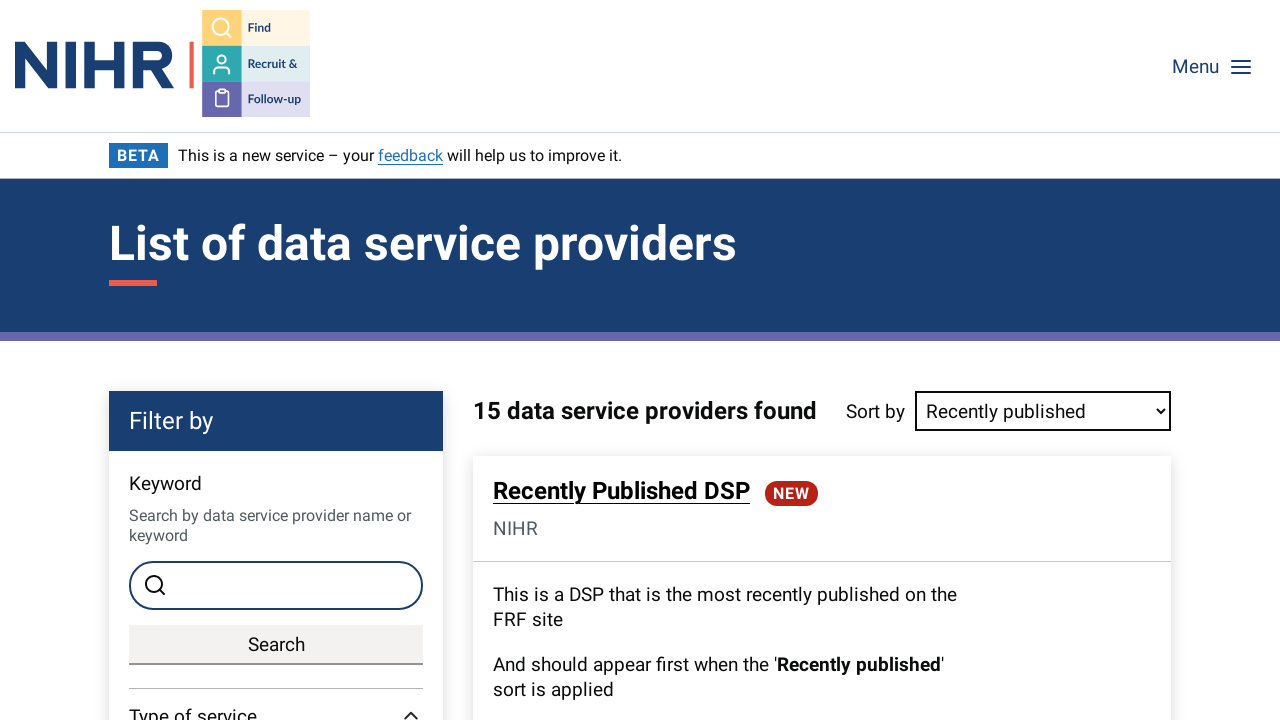 NIHR
Find
Recruit &
Follow-up
Menu
BETA This is a new service – your feedback will help us to improve it.
List of data service providers
Filter by
Keyword
Search by data service provider name or
keyword
Search
Type of service
15 data service providers found
Sort by Recently published
Recently Published DSP NEW
NIHR
This is a DSP that is the most recently published on the
FRF site
And should appear first when the 'Recently published'
sort is applied